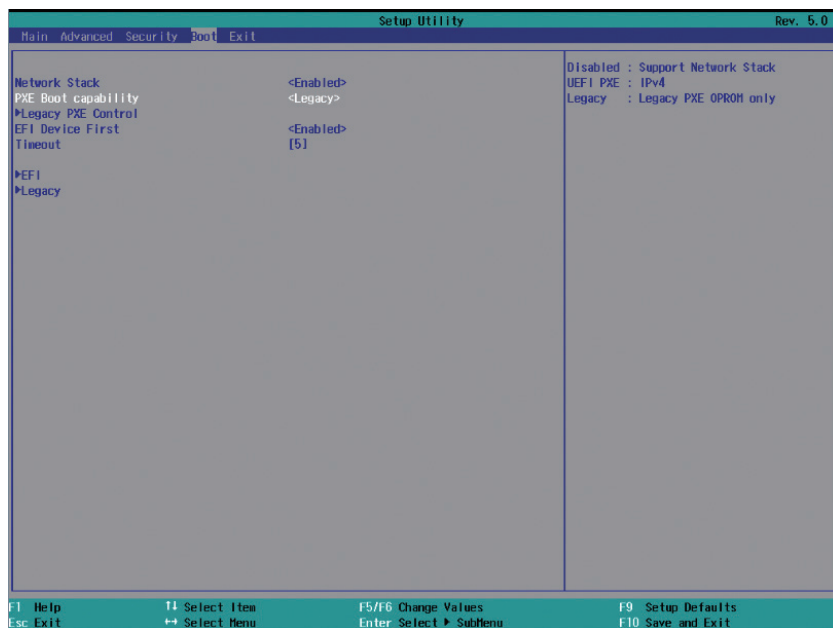 Setup Utility Rev. 5.0
Main Advanced Security Boot Exit
Network Stack <Enabled>
PXE Boot capability <Legacy>
▶Legacy PXE Control
EFI Device First <Enabled>
Timeout [5]
▶EFI
▶Legacy
Disabled : Support Network Stack
UEFI PXE : IPv4
Legacy : Legacy PXE OPROM only
F1 Help ↑↓ Select Item F5/F6 Change Values F9 Setup Defaults
Esc Exit ↔ Select Menu Enter Select ▶ SubMenu F10 Save and Exit